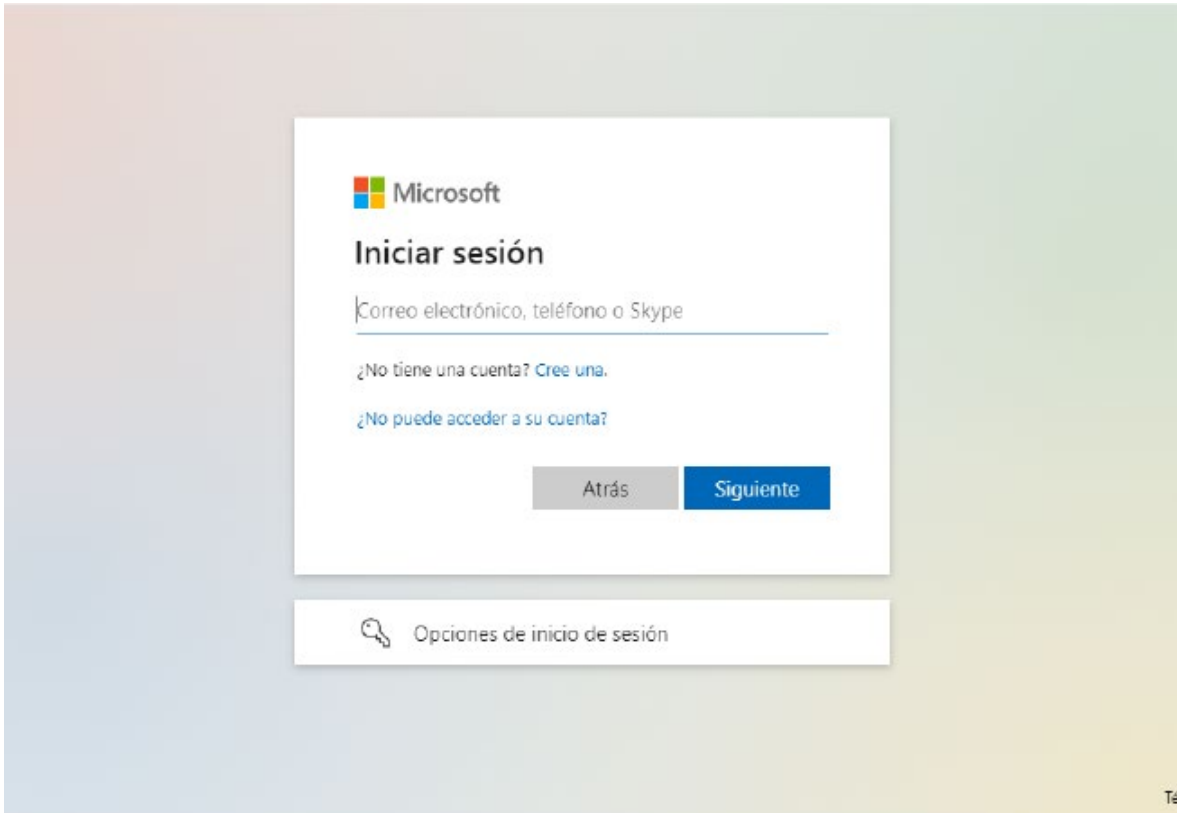 Microsoft
Iniciar sesión
Correo electrónico, teléfono o Skype
¿No tiene una cuenta? Cree una.
¿No puede acceder a su cuenta?
Atrás Siguiente
Opciones de inicio de sesión